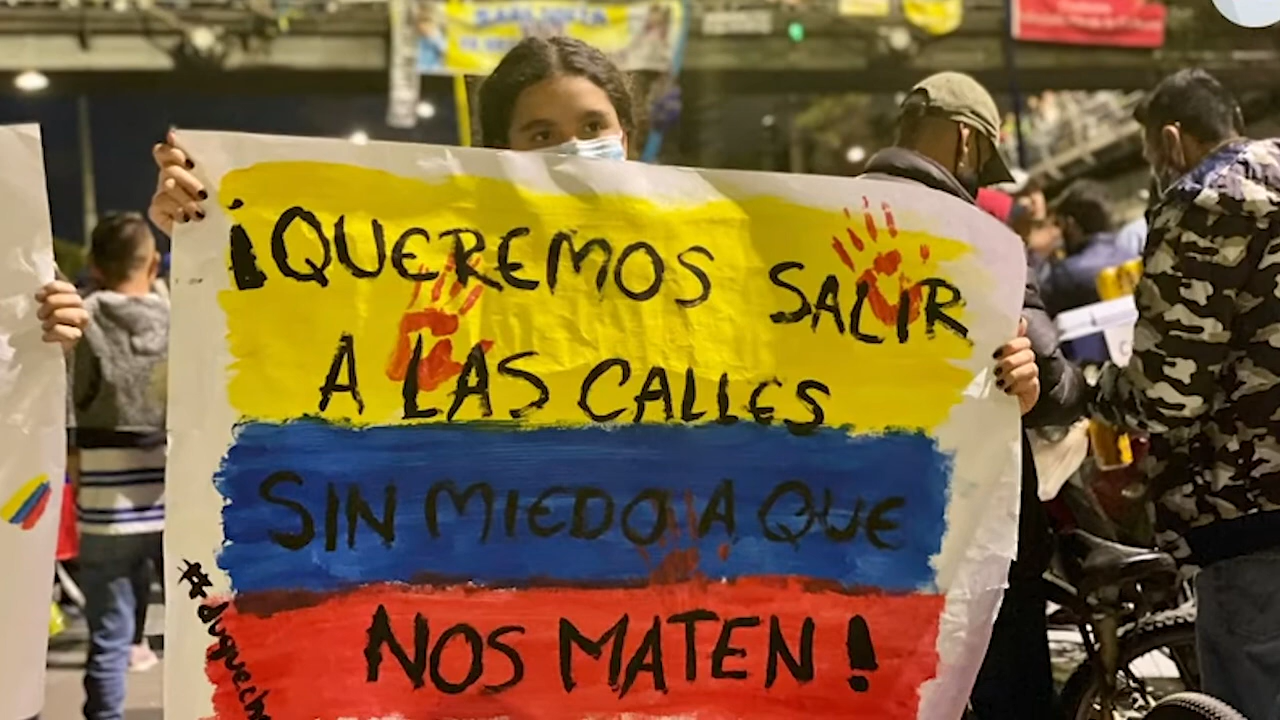 ¡QUEREMOS SALIR
A LAS CALLES
SIN MIEDO A QUE
NOS MATEN!